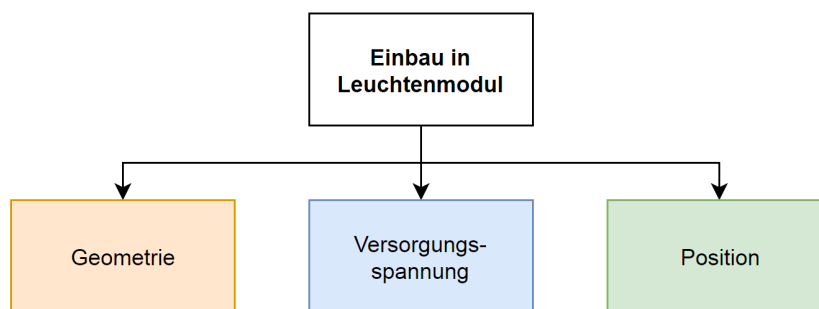 Einbau in
Leuchtenmodul
Geometrie
Versorgungs-
spannung
Position